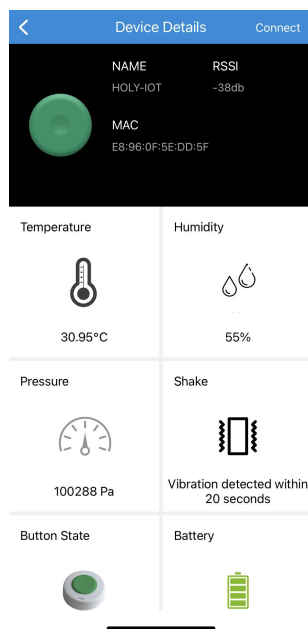 Device Details
Connect
NAME
RSSI
HOLY-IOT
-38db
MAC
E8:96:0F:5E:DD:5F
Temperature
Humidity
30.95°C
55%
Pressure
Shake
100288 Pa
Vibration detected within
20 seconds
Button State
Battery